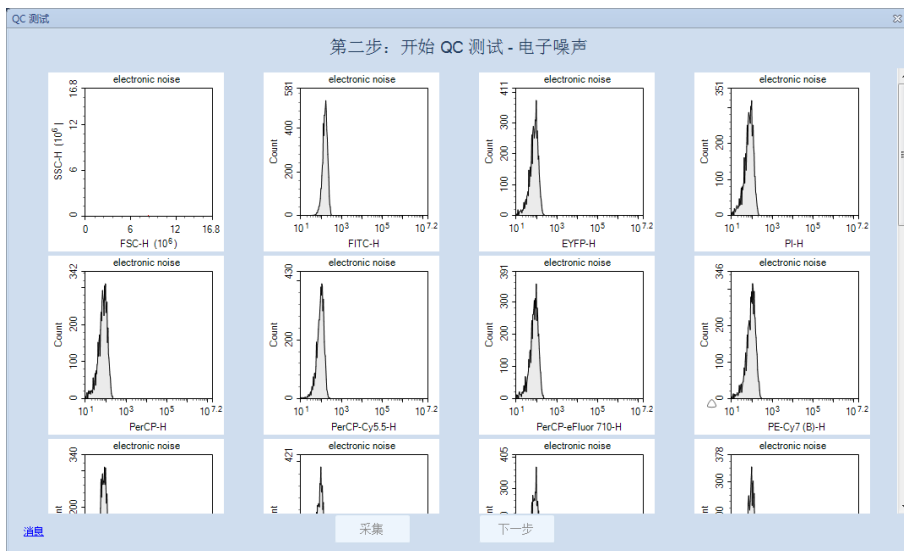 QC 测试
第二步：开始 QC 测试 - 电子噪声
electronic noise
16.8
12
6
0
SSC-H (10^6)
0 6 12 16.8
FSC-H (10^6)
electronic noise
581
400
200
0
Count
10^1 10^3 10^5 10^7.2
FITC-H
electronic noise
411
300
200
100
0
Count
10^1 10^3 10^5 10^7.2
EYFP-H
electronic noise
351
200
100
0
Count
10^1 10^3 10^5 10^7.2
PI-H
electronic noise
342
200
100
0
Count
10^1 10^3 10^5 10^7.2
PerCP-H
electronic noise
430
200
0
Count
10^1 10^3 10^5 10^7.2
PerCP-Cy5.5-H
electronic noise
391
300
200
100
0
Count
10^1 10^3 10^5 10^7.2
PerCP-eFluor 710-H
electronic noise
346
200
100
0
Count
10^1 10^3 10^5 10^7.2
PE-Cy7 (B)-H
electronic noise
340
200
electronic noise
421
electronic noise
405
300
electronic noise
378
200
消息
采集
下一步